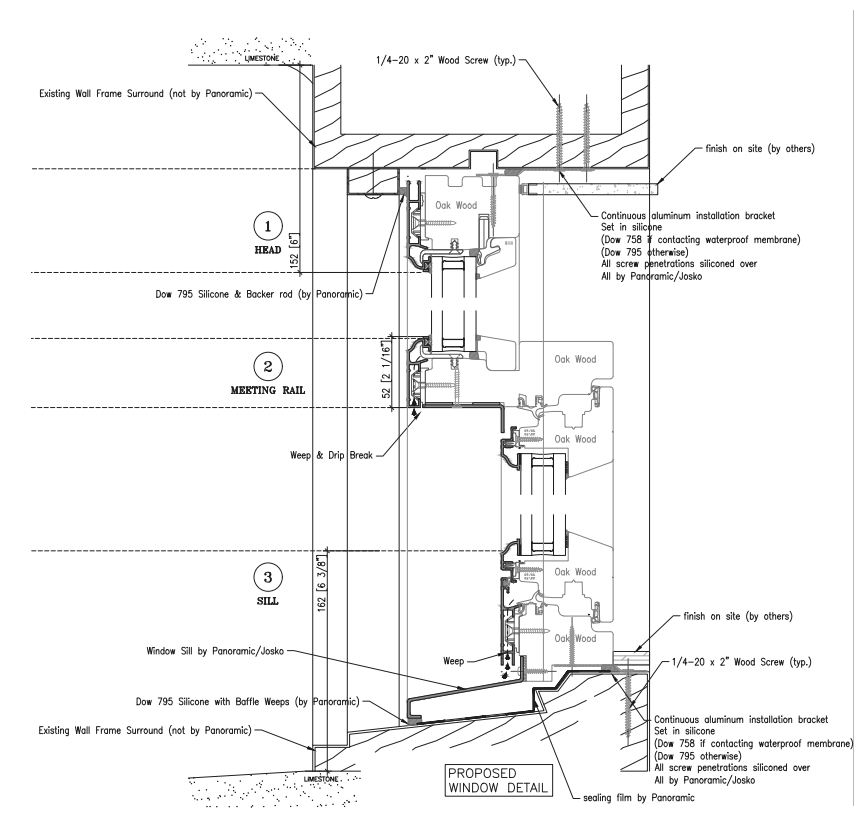 LIMESTONE
1/4-20 x 2" Wood Screw (typ.)
Existing Wall Frame Surround (not by Panoramic)
finish on site (by others)
Oak Wood
1
HEAD
152 [6"]
Continuous aluminum installation bracket
Set in silicone
(Dow 758 if contacting waterproof membrane)
(Dow 795 otherwise)
All screw penetrations siliconed over
All by Panoramic/Josko
Dow 795 Silicone & Backer rod (by Panoramic)
2
MEETING RAIL
52 [2 1/16"]
Oak Wood
Oak Wood
Weep & Drip Break
3
SILL
162 [6 3/8"]
Oak Wood
finish on site (by others)
Oak Wood
Window Sill by Panoramic/Josko
Weep
1/4-20 x 2" Wood Screw (typ.)
Dow 795 Silicone with Baffle Weeps (by Panoramic)
Existing Wall Frame Surround (not by Panoramic)
Continuous aluminum installation bracket
Set in silicone
(Dow 758 if contacting waterproof membrane)
(Dow 795 otherwise)
All screw penetrations siliconed over
All by Panoramic/Josko
LIMESTONE
PROPOSED
WINDOW DETAIL
sealing film by Panoramic